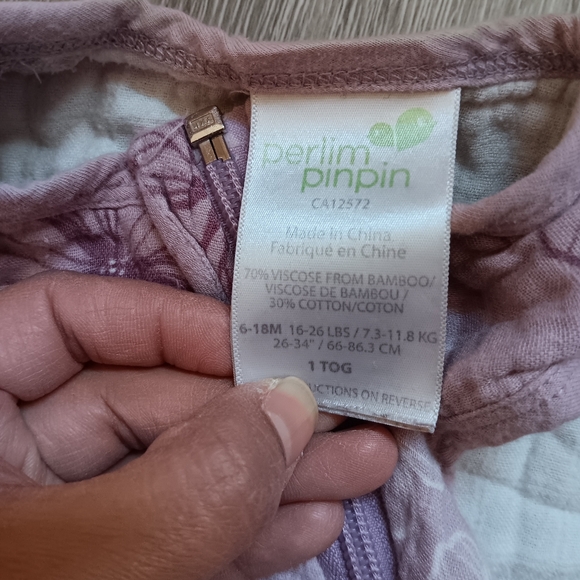 perlim
pinpin
CA12572
Made in China.
Fabriqué en Chine
70% VISCOSE FROM BAMBOO/
VISCOSE DE BAMBOU /
30% COTTON/COTON
6-18M 16-26 LBS / 7.3-11.8 KG
26-34" / 66-86.3 CM
1 TOG
UCTIONS ON REVERSE